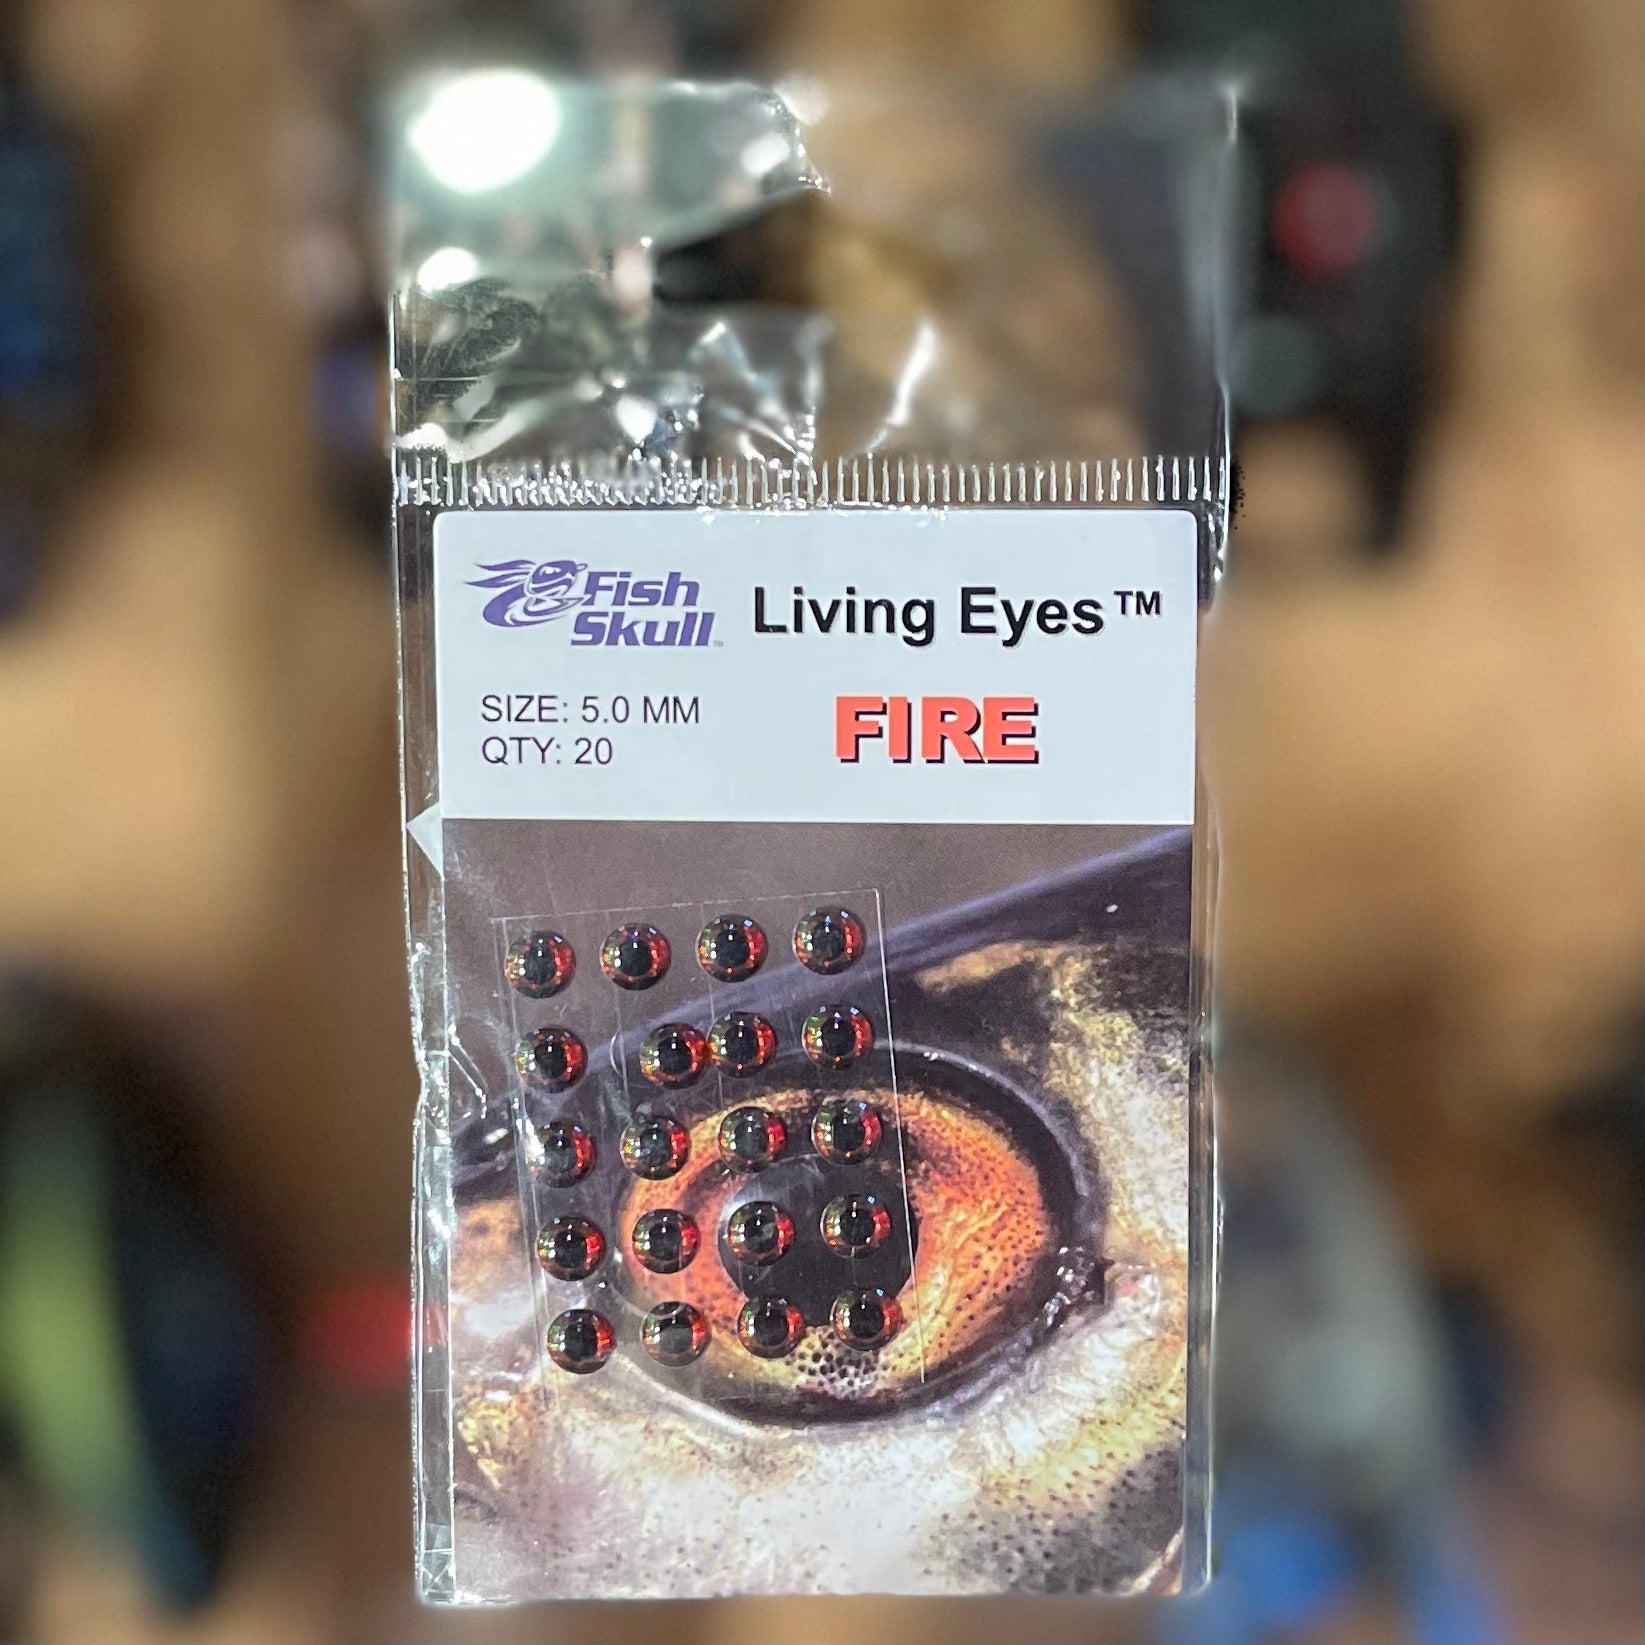 Fish
Skull
Living Eyes™
SIZE: 5.0 MM
QTY: 20
FIRE